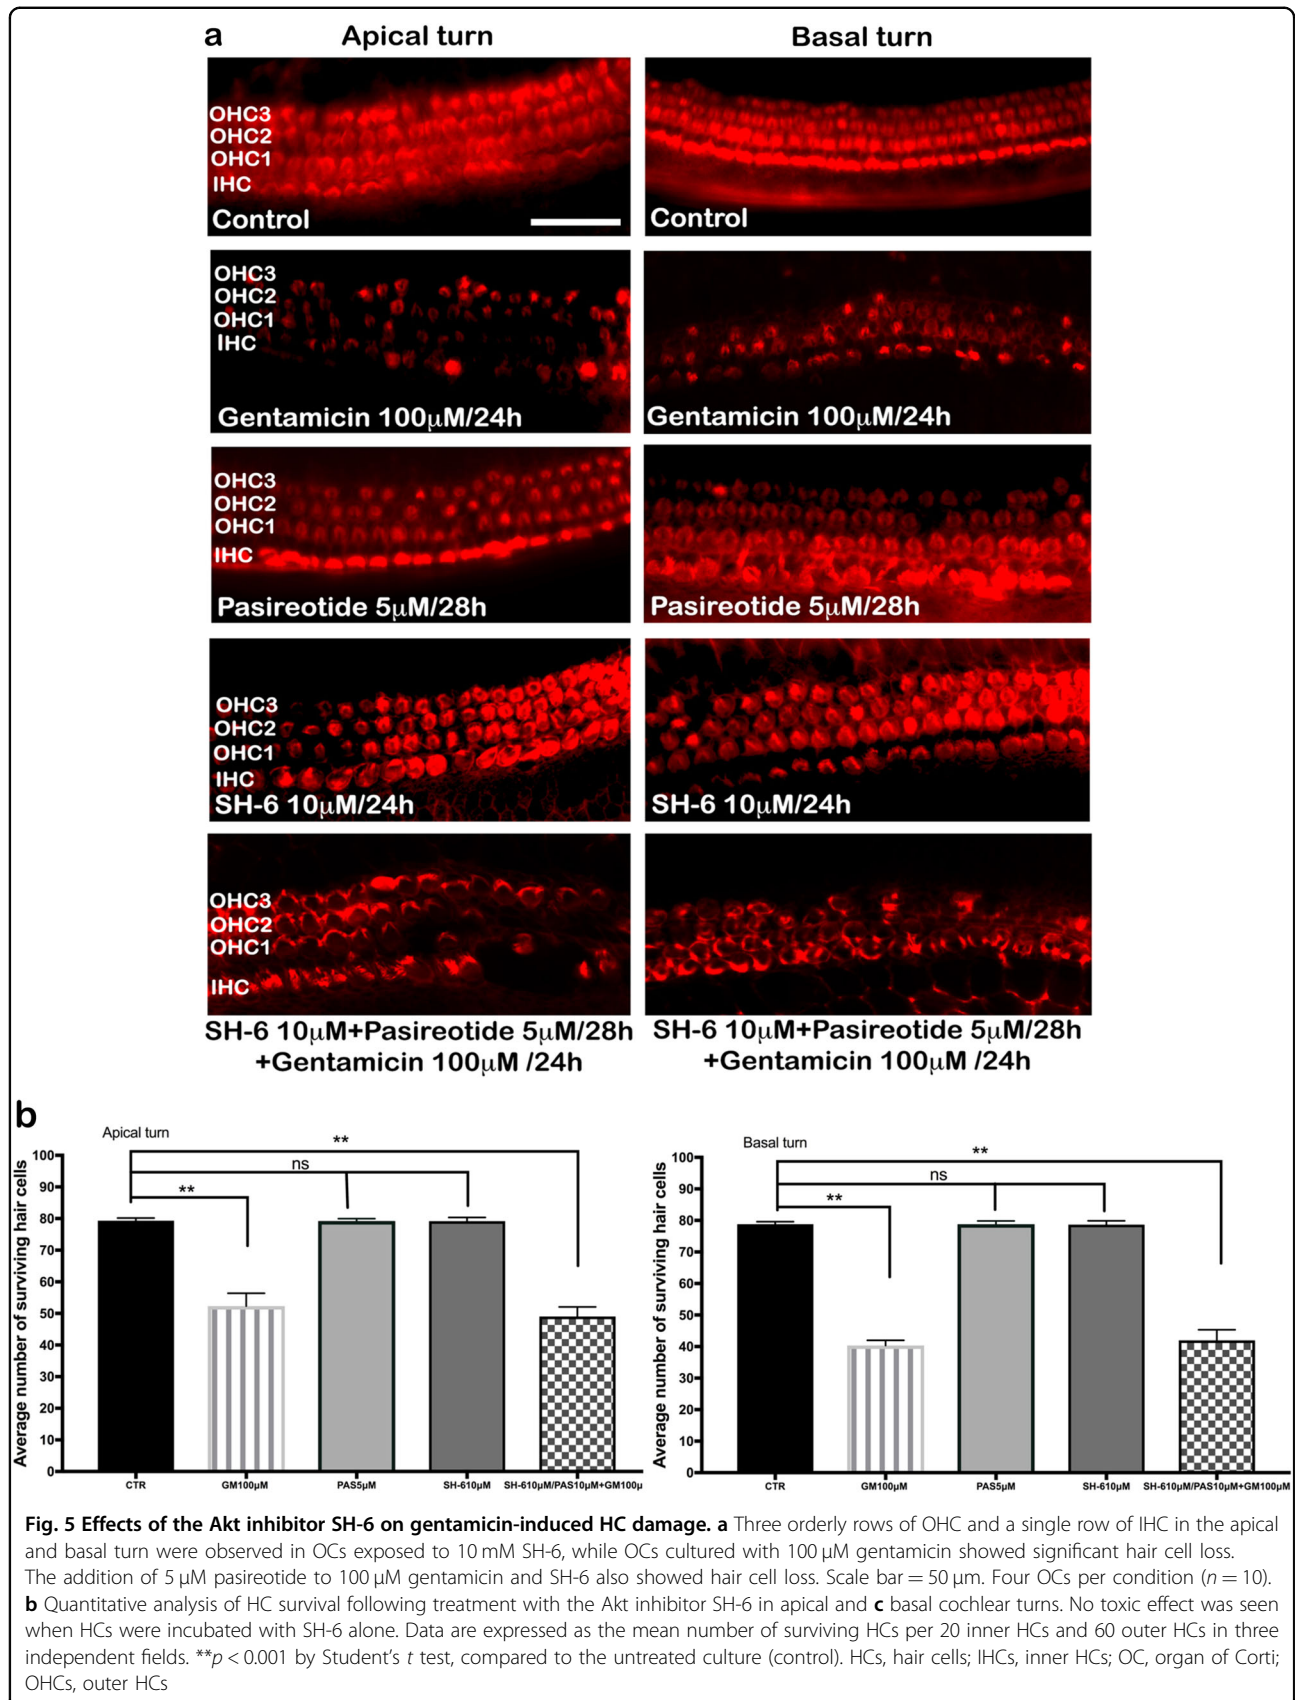 a
Apical turn
Basal turn
OHC3
OHC2
OHC1
IHC
Control
Control
OHC3
OHC2
OHC1
IHC
Gentamicin 100μM/24h
Gentamicin 100μM/24h
OHC3
OHC2
OHC1
IHC
Pasireotide 5μM/28h
Pasireotide 5μM/28h
OHC3
OHC2
OHC1
IHC
SH-6 10μM/24h
SH-6 10μM/24h
OHC3
OHC2
OHC1
IHC
SH-6 10μM+Pasireotide 5μM/28h
+Gentamicin 100μM /24h
SH-6 10μM+Pasireotide 5μM/28h
+Gentamicin 100μM /24h
b
Apical turn
**
ns
**
Average number of surviving hair cells
100
90
80
70
60
50
40
30
20
10
0
CTR
GM100μM
PAS5μM
SH-610μM
SH-610μM/PAS10μM+GM100μ
Basal turn
**
ns
**
Average number of surviving hair cells
100
90
80
70
60
50
40
30
20
10
0
CTR
GM100μM
PAS5μM
SH-610μM
SH-610μM/PAS10μM+GM100μM
Fig. 5 Effects of the Akt inhibitor SH-6 on gentamicin-induced HC damage. a Three orderly rows of OHC and a single row of IHC in the apical
and basal turn were observed in OCs exposed to 10 mM SH-6, while OCs cultured with 100 μM gentamicin showed significant hair cell loss.
The addition of 5 μM pasireotide to 100 μM gentamicin and SH-6 also showed hair cell loss. Scale bar = 50 μm. Four OCs per condition (n = 10).
b Quantitative analysis of HC survival following treatment with the Akt inhibitor SH-6 in apical and c basal cochlear turns. No toxic effect was seen
when HCs were incubated with SH-6 alone. Data are expressed as the mean number of surviving HCs per 20 inner HCs and 60 outer HCs in three
independent fields. **p < 0.001 by Student's t test, compared to the untreated culture (control). HCs, hair cells; IHCs, inner HCs; OC, organ of Corti;
OHCs, outer HCs